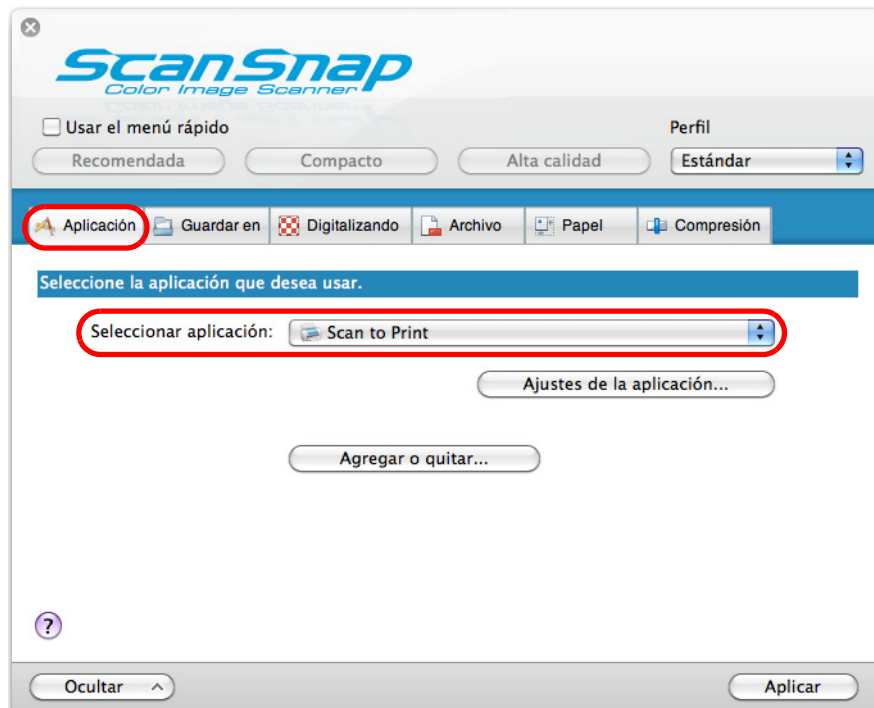 ScanSnap
Color Image Scanner
Usar el menú rápido
Perfil
Recomendada Compacto Alta calidad Estándar
Aplicación Guardar en Digitalizando Archivo Papel Compresión
Seleccione la aplicación que desea usar.
Seleccionar aplicación: Scan to Print
Ajustes de la aplicación...
Agregar o quitar...
?
Ocultar Aplicar